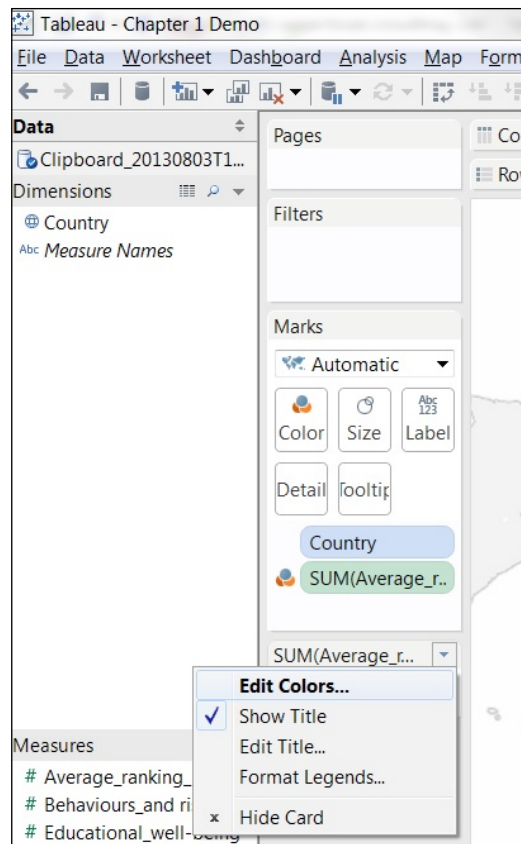 Tableau - Chapter 1 Demo
File Data Worksheet Dashboard Analysis Map Form
Data
Clipboard_20130803T1...
Dimensions
Country
Abc Measure Names
Pages
Filters
Marks
Automatic
Color
Size
Abc
123
Label
Detail
Tooltip
Country
SUM(Average_r..
SUM(Average_r...
Edit Colors...
Show Title
Edit Title...
Format Legends...
x Hide Card
Measures
# Average_ranking_
# Behaviours_and ri
# Educational_well-being
Co
Ro